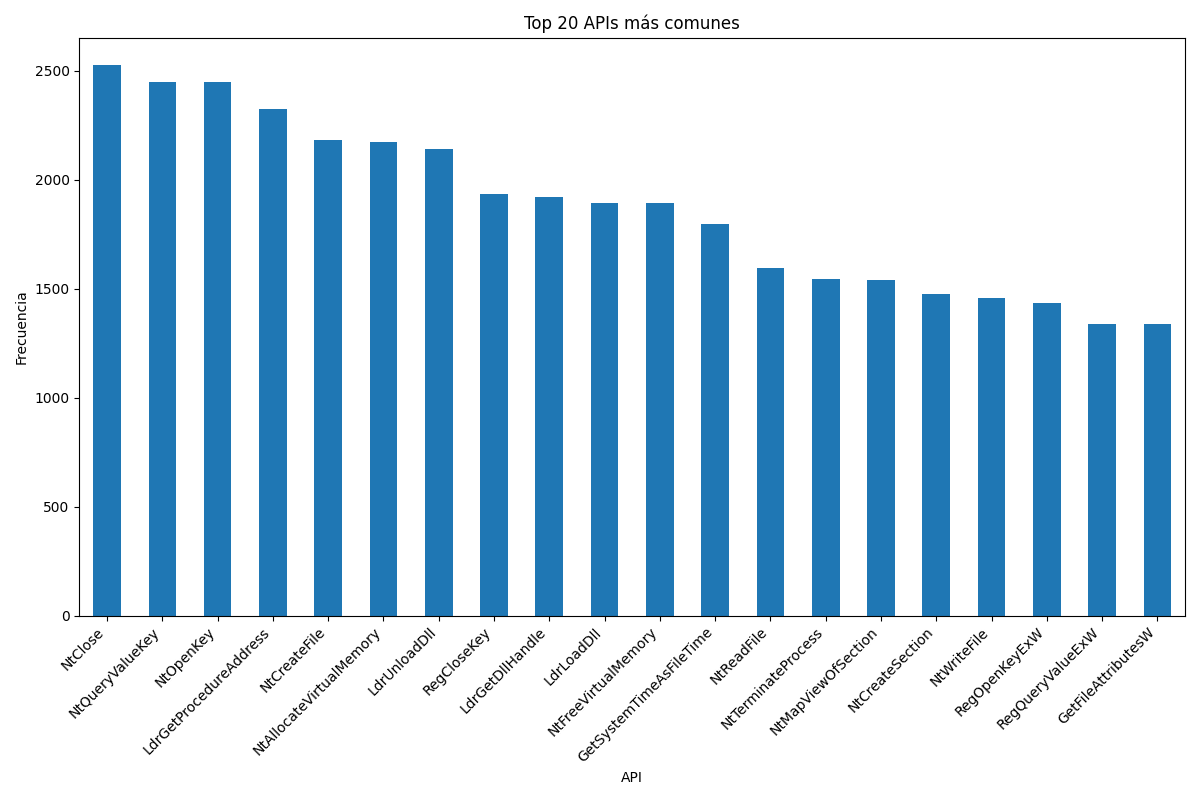 Top 20 APIs más comunes
Frecuencia
2500
2000
1500
1000
500
0
NtClose
NtQueryValueKey
NtOpenKey
LdrGetProcedureAddress
NtCreateFile
NtAllocateVirtualMemory
LdrUnloadDll
RegCloseKey
LdrGetDllHandle
LdrLoadDll
NtFreeVirtualMemory
GetSystemTimeAsFileTime
NtReadFile
NtTerminateProcess
NtMapViewOfSection
NtCreateSection
NtWriteFile
RegOpenKeyExW
RegQueryValueExW
GetFileAttributesW
API